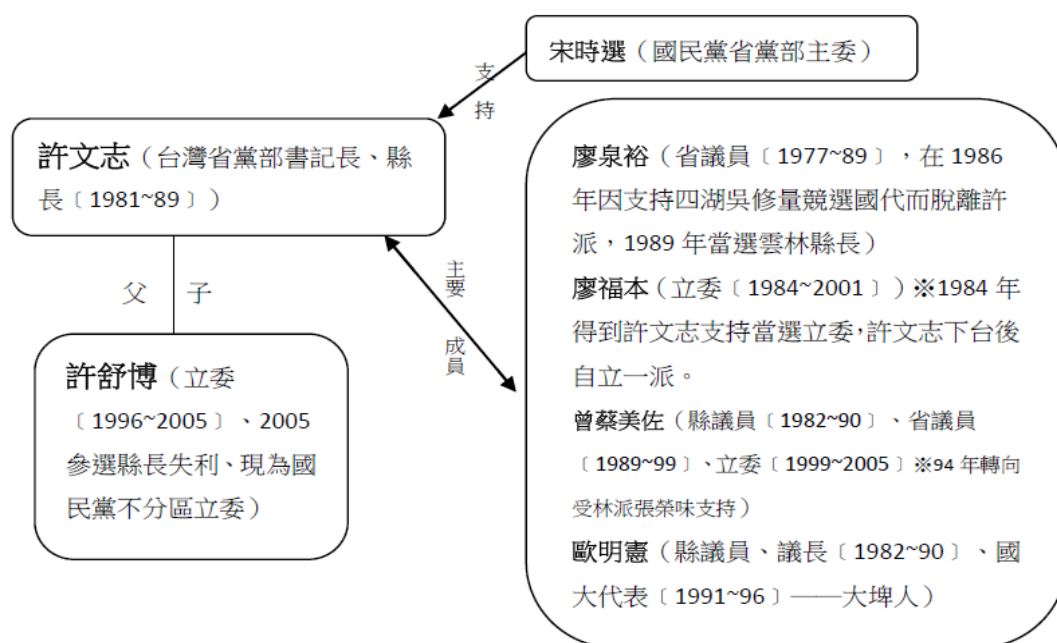 宋時選（國民黨省黨部主委）
支
持
許文志（台灣省黨部書記長、縣
長﹝1981~89﹞）
主要
成員
父 子
許舒博（立委
﹝1996~2005﹞、2005
參選縣長失利、現為國
民黨不分區立委）
廖泉裕（省議員﹝1977~89﹞，在 1986
年因支持四湖吳修量競選國代而脫離許
派，1989 年當選雲林縣長）
廖福本（立委﹝1984~2001﹞）※1984 年
得到許文志支持當選立委，許文志下台後
自立一派。
曾蔡美佐（縣議員﹝1982~90﹞、省議員
﹝1989~99﹞、立委﹝1999~2005﹞※94 年轉向
受林派張榮味支持）
歐明憲（縣議員、議長﹝1982~90﹞、國
大代表﹝1991~96﹞——大埤人）